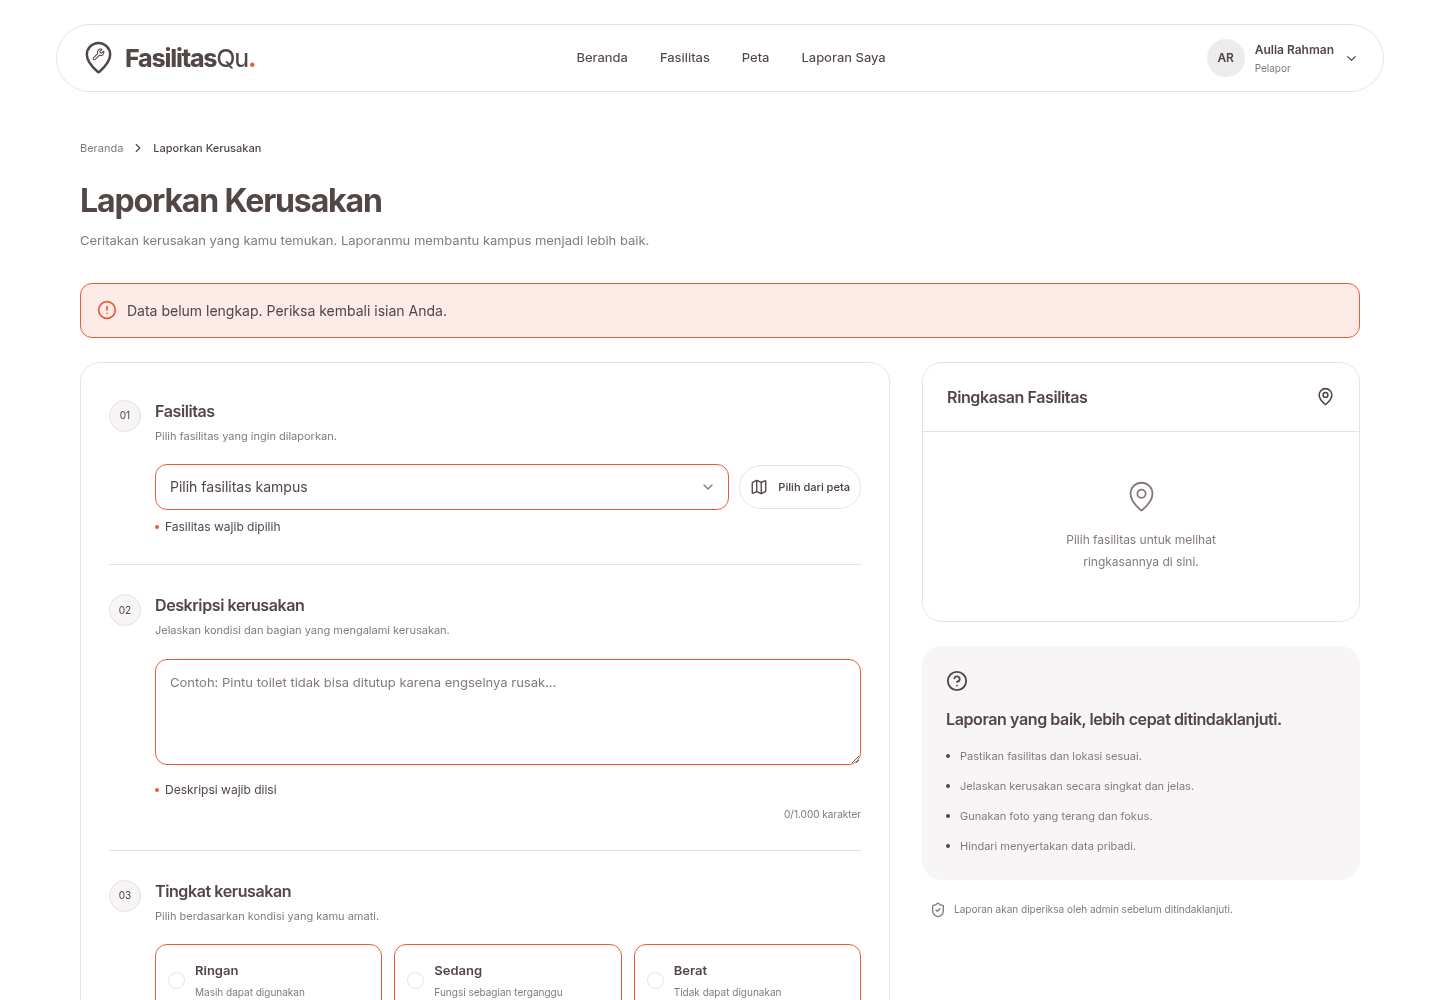 FasilitasQu.
Beranda
Fasilitas
Peta
Laporan Saya
AR
Aulia Rahman
Pelapor
Beranda
Laporkan Kerusakan
Laporkan Kerusakan
Ceritakan kerusakan yang kamu temukan. Laporanmu membantu kampus menjadi lebih baik.
Data belum lengkap. Periksa kembali isian Anda.
01
Fasilitas
Pilih fasilitas yang ingin dilaporkan.
Pilih fasilitas kampus
Pilih dari peta
Fasilitas wajib dipilih
02
Deskripsi kerusakan
Jelaskan kondisi dan bagian yang mengalami kerusakan.
Contoh: Pintu toilet tidak bisa ditutup karena engselnya rusak...
Deskripsi wajib diisi
0/1.000 karakter
03
Tingkat kerusakan
Pilih berdasarkan kondisi yang kamu amati.
Ringan
Masih dapat digunakan
Sedang
Fungsi sebagian terganggu
Berat
Tidak dapat digunakan
Ringkasan Fasilitas
Pilih fasilitas untuk melihat
ringkasannya di sini.
Laporan yang baik, lebih cepat ditindaklanjuti.
Pastikan fasilitas dan lokasi sesuai.
Jelaskan kerusakan secara singkat dan jelas.
Gunakan foto yang terang dan fokus.
Hindari menyertakan data pribadi.
Laporan akan diperiksa oleh admin sebelum ditindaklanjuti.